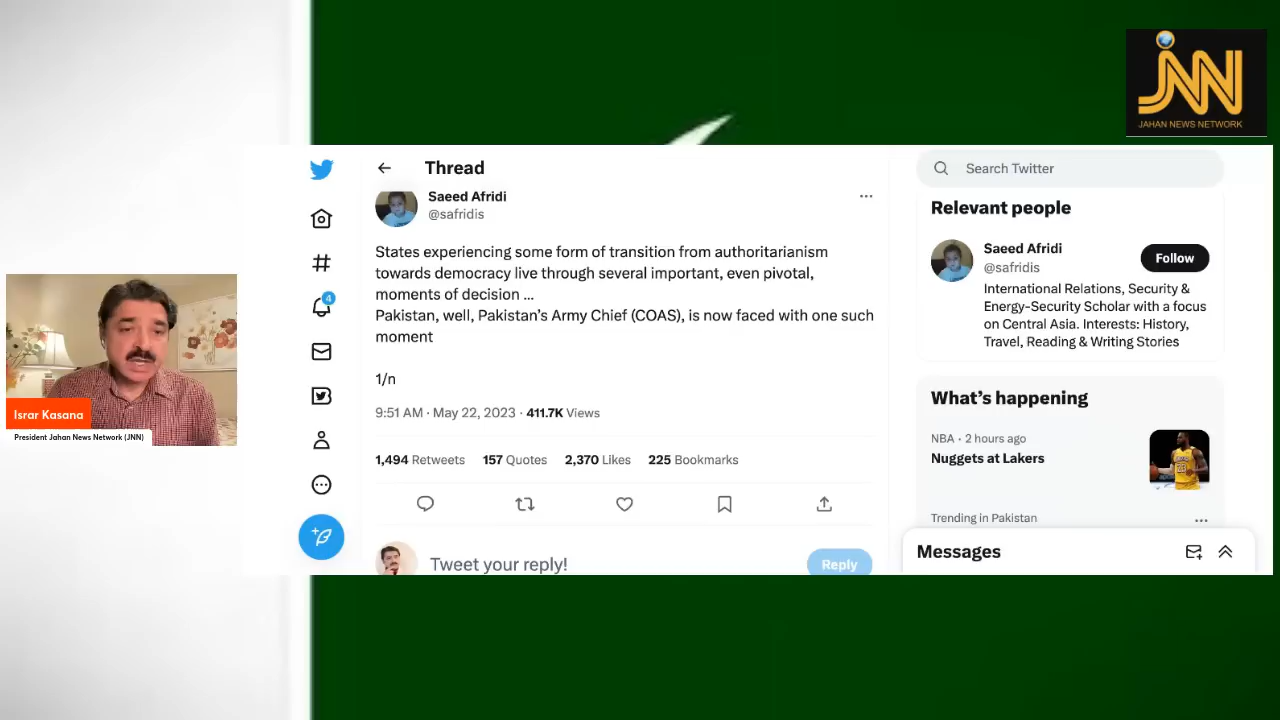 JNN
JAHAN NEWS NETWORK
Thread
Search Twitter
Saeed Afridi
@safridis
States experiencing some form of transition from authoritarianism
towards democracy live through several important, even pivotal,
moments of decision ...
Pakistan, well, Pakistan's Army Chief (COAS), is now faced with one such
moment
1/n
9:51 AM · May 22, 2023 · 411.7K Views
1,494 Retweets 157 Quotes 2,370 Likes 225 Bookmarks
Tweet your reply!
Reply
4
Relevant people
Saeed Afridi
@safridis
Follow
International Relations, Security &
Energy-Security Scholar with a focus
on Central Asia. Interests: History,
Travel, Reading & Writing Stories
What's happening
NBA · 2 hours ago
Nuggets at Lakers
Trending in Pakistan
Messages
Israr Kasana
President Jahan News Network (JNN)